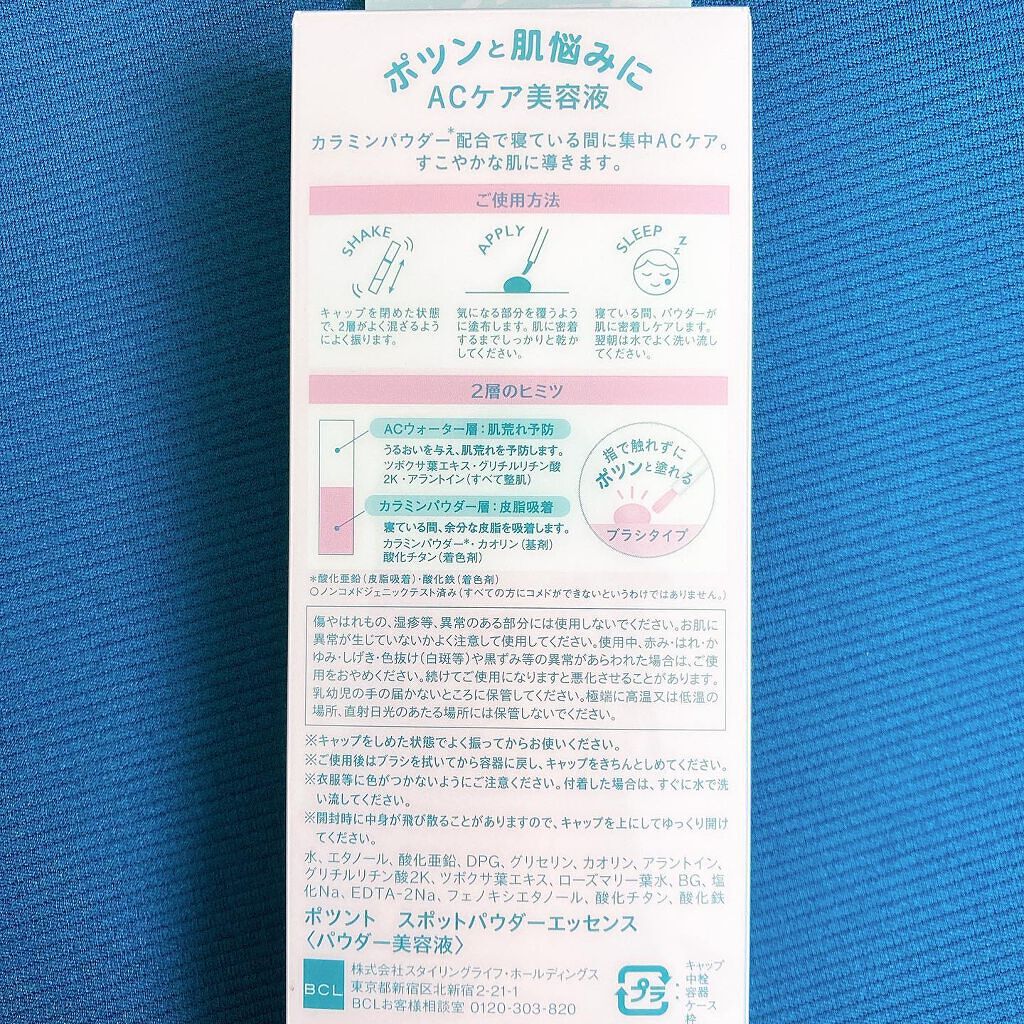 ポツンと肌悩みに
ACケア美容液
カラミンパウダー*配合で寝ている間に集中ACケア。
すこやかな肌に導きます。
ご使用方法
SHAKE
キャップを閉めた状態
で、2層がよく混ざるよう
によく振ります。
APPLY
気になる部分を覆うよう
に塗布します。肌に密着
するまでしっかりと乾か
してください。
SLEEP
z z z
寝ている間、パウダーが
肌に密着しケアします。
翌朝は水でよく洗い流し
てください。
2層のヒミツ
ACウォーター層:肌荒れ予防
うるおいを与え、肌荒れを予防します。
ツボクサ葉エキス・グリチルリチン酸
2K・アラントイン(すべて整肌)
カラミンパウダー層:皮脂吸着
寝ている間、余分な皮脂を吸着します。
カラミンパウダー*・カオリン(基剤)
酸化チタン(着色剤)
指で触れずに
ポツンと塗れる
ブラシタイプ
*酸化亜鉛(皮脂吸着)・酸化鉄(着色剤)
○ノンコメドジェニックテスト済み(すべての方にコメドができないというわけではありません。)
傷やはれもの、湿疹等、異常のある部分には使用しないでください。お肌に
異常が生じていないかよく注意して使用してください。使用中、赤み・はれ・か
ゆみ・しげき・色抜け(白斑等)や黒ずみ等の異常があらわれた場合は、ご使
用をおやめください。続けてご使用になりますと悪化させることがあります。
乳幼児の手の届かないところに保管してください。極端に高温又は低温の
場所、直射日光のあたる場所には保管しないでください。
※キャップをしめた状態でよく振ってからお使いください。
※ご使用後はブラシを拭いてから容器に戻し、キャップをきちんとしめてください。
※衣服等に色がつかないようにご注意ください。付着した場合は、すぐに水で洗
い流してください。
※開封時に中身が飛び散ることがありますので、キャップを上にしてゆっくり開け
てください。
水、エタノール、酸化亜鉛、DPG、グリセリン、カオリン、アラントイン、
グリチルリチン酸2K、ツボクサ葉エキス、ローズマリー葉水、BG、塩
化Na、EDTA-2Na、フェノキシエタノール、酸化チタン、酸化鉄
ポツント スポットパウダーエッセンス
〈パウダー美容液〉
BCL
株式会社スタイリングライフ・ホールディングス
東京都新宿区北新宿2-21-1
BCLお客様相談室 0120-303-820
プラ
キャップ
中栓
容器
ケース
枠